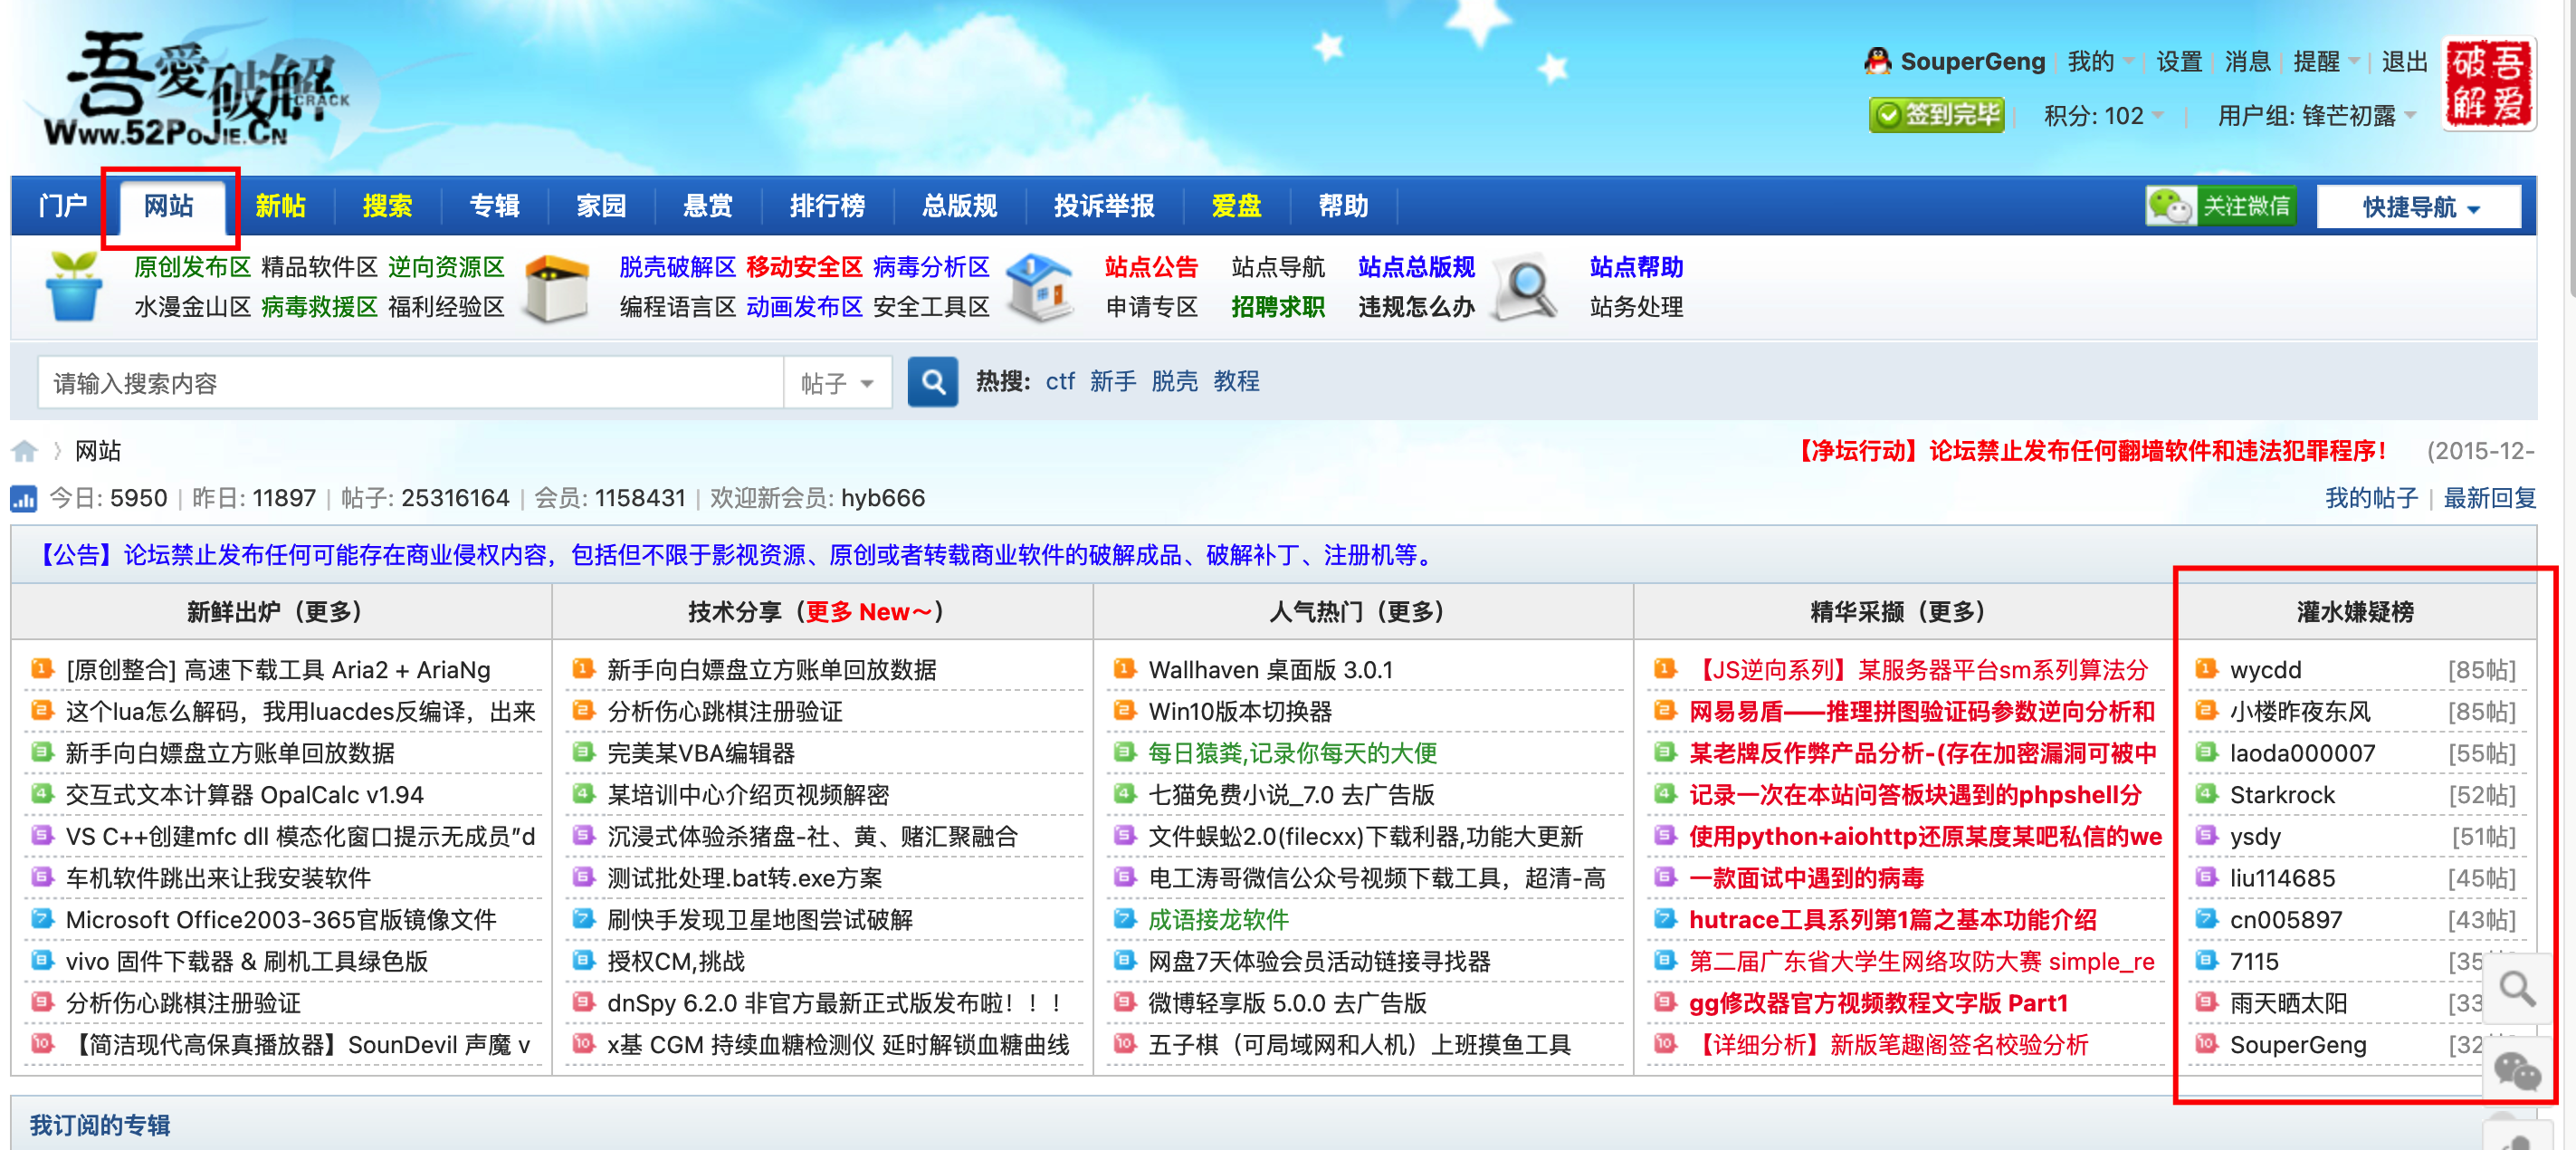 吾愛破解
CRACK
Www.52PoJie.Cn
SouperGeng 我的 设置 消息 提醒 退出
签到完毕 积分: 102 用户组: 锋芒初露
吾爱破解
门户 网站 新帖 搜索 专辑 家园 悬赏 排行榜 总版规 投诉举报 爱盘 帮助 关注微信 快捷导航
原创发布区 精品软件区 逆向资源区 脱壳破解区 移动安全区 病毒分析区 站点公告 站点导航 站点总版规 站点帮助
水漫金山区 病毒救援区 福利经验区 编程语言区 动画发布区 安全工具区 申请专区 招聘求职 违规怎么办 站务处理
请输入搜索内容 帖子 热搜: ctf 新手 脱壳 教程
网站 【净坛行动】论坛禁止发布任何翻墙软件和违法犯罪程序! (2015-12-
今日: 5950 | 昨日: 11897 | 帖子: 25316164 | 会员: 1158431 | 欢迎新会员: hyb666 我的帖子 | 最新回复
【公告】论坛禁止发布任何可能存在商业侵权内容，包括但不限于影视资源、原创或者转载商业软件的破解成品、破解补丁、注册机等。
新鲜出炉（更多）
1 [原创整合] 高速下载工具 Aria2 + AriaNg
2 这个lua怎么解码，我用luacdes反编译，出来
3 新手向白嫖盘立方账单回放数据
4 交互式文本计算器 OpalCalc v1.94
5 VS C++创建mfc dll 模态化窗口提示无成员"d
6 车机软件跳出来让我安装软件
7 Microsoft Office2003-365官版镜像文件
8 vivo 固件下载器 & 刷机工具绿色版
9 分析伤心跳棋注册验证
10 【简洁现代高保真播放器】SounDevil 声魔 v
技术分享（更多 New～）
1 新手向白嫖盘立方账单回放数据
2 分析伤心跳棋注册验证
3 完美某VBA编辑器
4 某培训中心介绍页视频解密
5 沉浸式体验杀猪盘-社、黄、赌汇聚融合
6 测试批处理.bat转.exe方案
7 刷快手发现卫星地图尝试破解
8 授权CM,挑战
9 dnSpy 6.2.0 非官方最新正式版发布啦！！！
10 x基 CGM 持续血糖检测仪 延时解锁血糖曲线
人气热门（更多）
1 Wallhaven 桌面版 3.0.1
2 Win10版本切换器
3 每日猿粪,记录你每天的大便
4 七猫免费小说_7.0 去广告版
5 文件蜈蚣2.0(filecxx)下载利器,功能大更新
6 电工涛哥微信公众号视频下载工具，超清-高
7 成语接龙软件
8 网盘7天体验会员活动链接寻找器
9 微博轻享版 5.0.0 去广告版
10 五子棋（可局域网和人机）上班摸鱼工具
精华采撷（更多）
1 【JS逆向系列】某服务器平台sm系列算法分
2 网易易盾——推理拼图验证码参数逆向分析和
3 某老牌反作弊产品分析-(存在加密漏洞可被中
4 记录一次在本站问答板块遇到的phpshell分
5 使用python+aiohttp还原某度某吧私信的we
6 一款面试中遇到的病毒
7 hutrace工具系列第1篇之基本功能介绍
8 第二届广东省大学生网络攻防大赛 simple_re
9 gg修改器官方视频教程文字版 Part1
10 【详细分析】新版笔趣阁签名校验分析
灌水嫌疑榜
1 wycdd [85帖]
2 小楼昨夜东风 [85帖]
3 laoda000007 [55帖]
4 Starkrock [52帖]
5 ysdy [51帖]
6 liu114685 [45帖]
7 cn005897 [43帖]
8 7115 [35
9 雨天晒太阳 [33
10 SouperGeng [32
我订阅的专辑